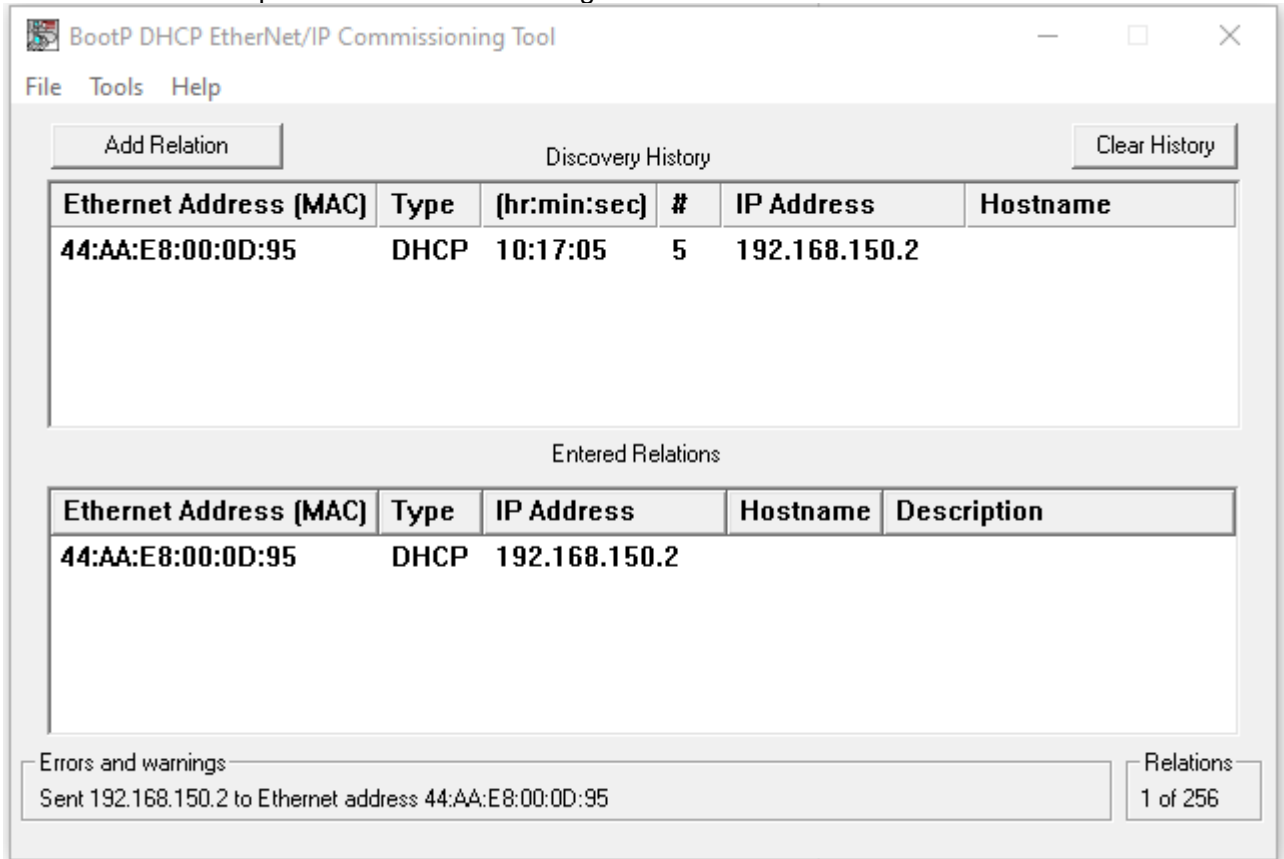 BootP DHCP EtherNet/IP Commissioning Tool
File Tools Help
Add Relation Discovery History Clear History
Ethernet Address (MAC) Type (hr:min:sec) # IP Address Hostname
44:AA:E8:00:0D:95 DHCP 10:17:05 5 192.168.150.2
Entered Relations
Ethernet Address (MAC) Type IP Address Hostname Description
44:AA:E8:00:0D:95 DHCP 192.168.150.2
Errors and warnings Relations
Sent 192.168.150.2 to Ethernet address 44:AA:E8:00:0D:95 1 of 256